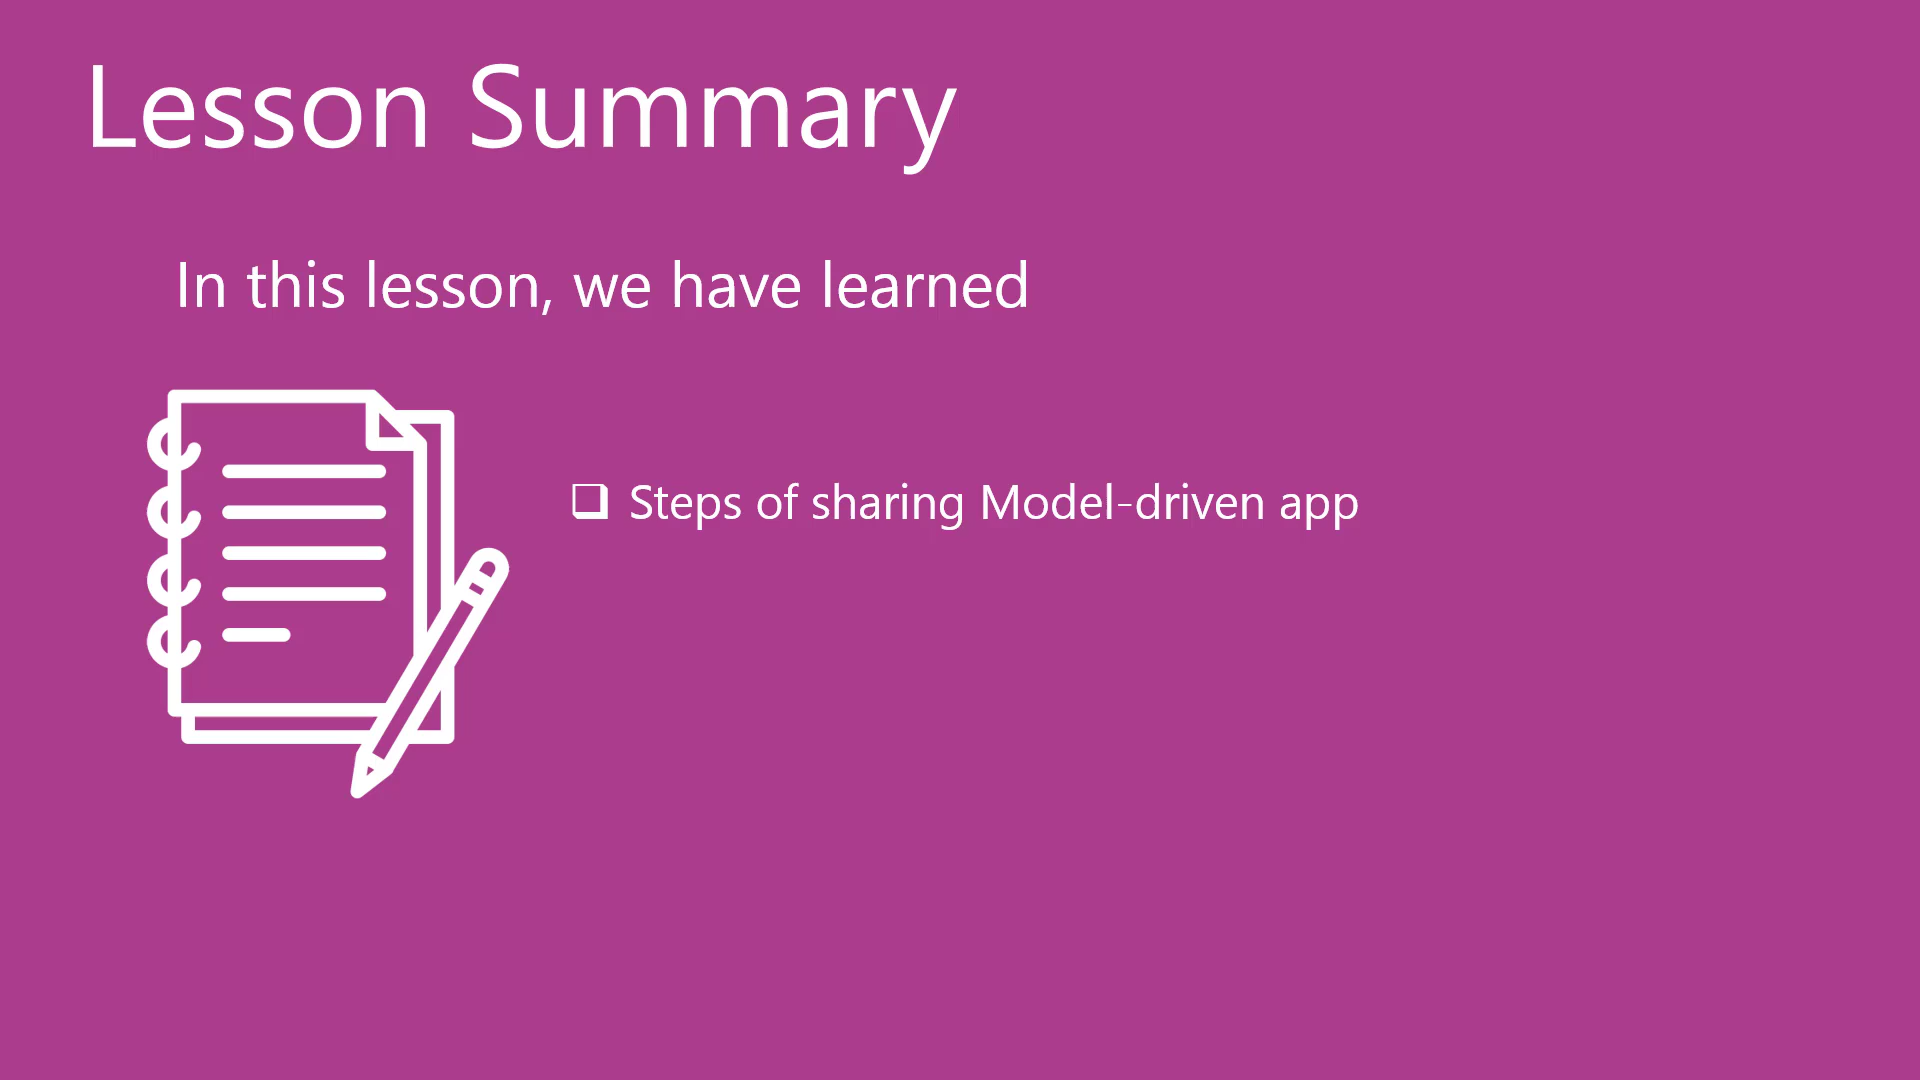 Lesson Summary
In this lesson, we have learned
❑ Steps of sharing Model-driven app